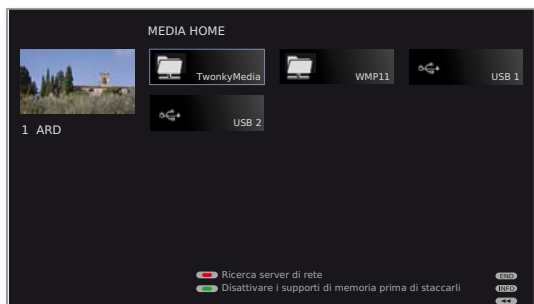 MEDIA HOME
TwonkyMedia
WMP11
USB 1
USB 2
1 ARD
Ricerca server di rete
END
Disattivare i supporti di memoria prima di staccarli
INFO